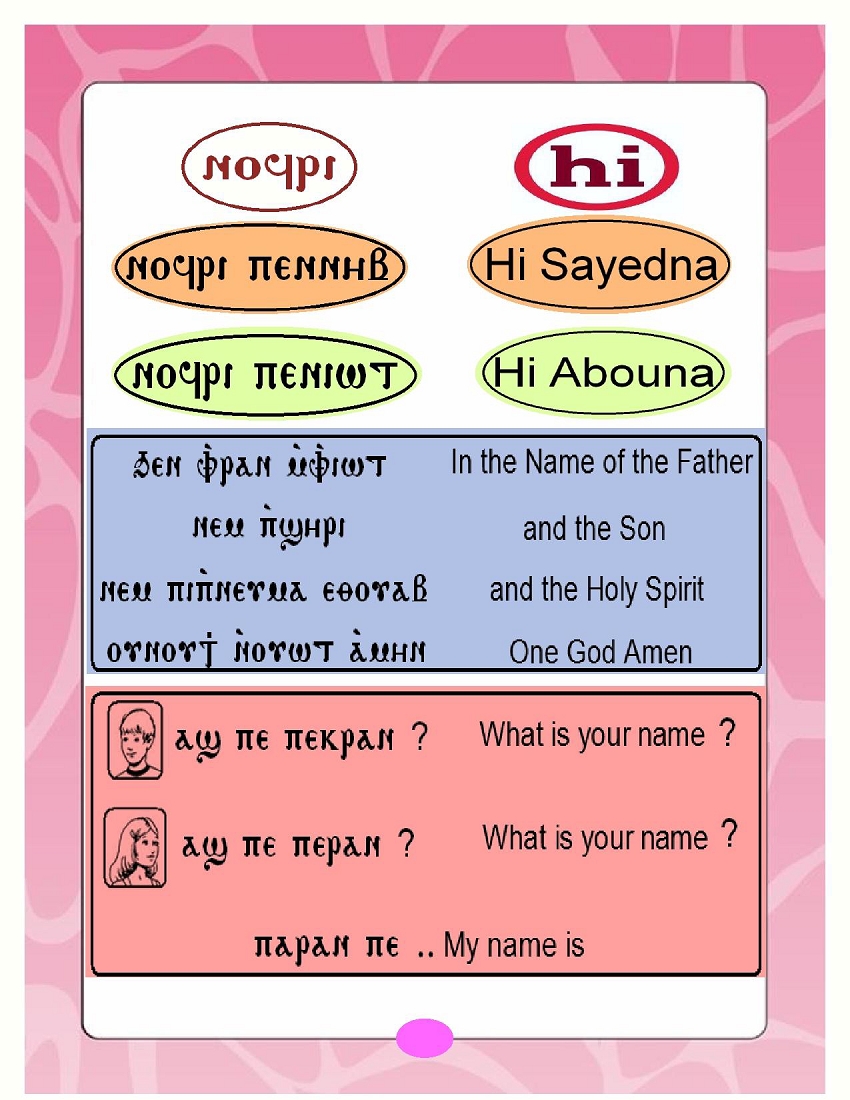 ⲛⲟϥⲣⲓ hi
ⲛⲟϥⲣⲓ ⲡⲉⲛⲛⲏⲃ Hi Sayedna
ⲛⲟϥⲣⲓ ⲡⲉⲛⲓⲱⲧ Hi Abouna
ϧⲉⲛ ⲫ̀ⲣⲁⲛ ⲙ̀ⲫ̀ⲓⲱⲧ In the Name of the Father
ⲛⲉⲙ ⲡ̀ϣⲏⲣⲓ and the Son
ⲛⲉⲙ ⲡⲓⲡ̀ⲛⲉⲩⲙⲁ ⲉⲑⲟⲩⲁⲃ and the Holy Spirit
ⲟⲩⲛⲟⲩϯ ⲛ̀ⲟⲩⲱⲧ ⲁ̀ⲙⲏⲛ One God Amen
ⲁϣ ⲡⲉ ⲡⲉⲕⲣⲁⲛ ? What is your name ?
ⲁϣ ⲡⲉ ⲡⲉⲣⲁⲛ ? What is your name ?
ⲡⲁⲣⲁⲛ ⲡⲉ .. My name is